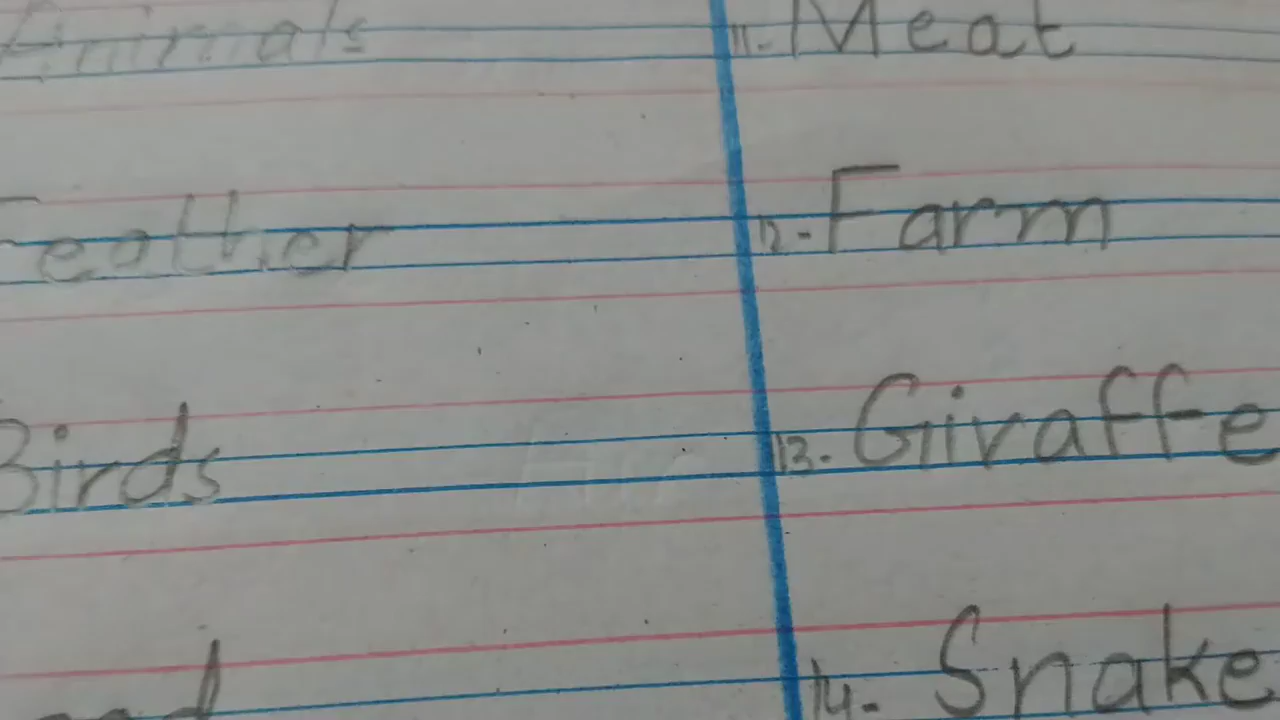 Animals
Feather
Birds
11. Meat
12. Farm
13. Giraffe
14. Snake